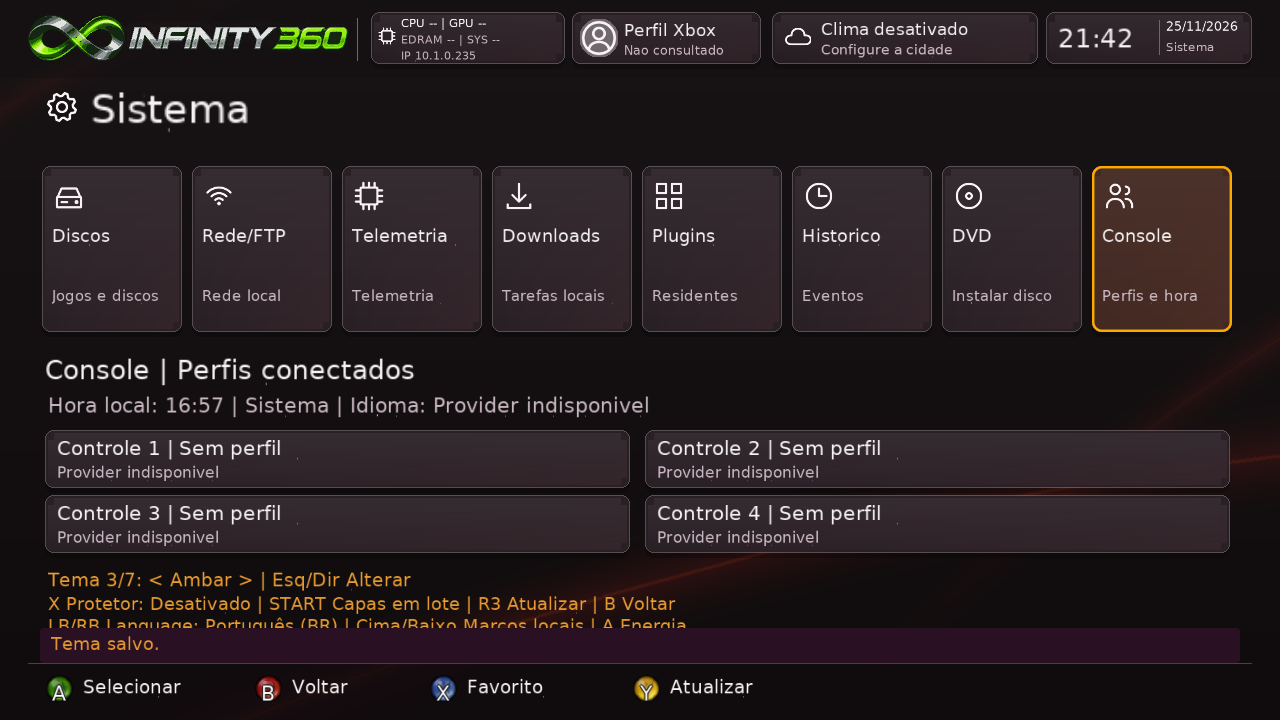 INFINITY 360
CPU -- | GPU --
EDRAM -- | SYS --
IP 10.1.0.235
Perfil Xbox
Nao consultado
Clima desativado
Configure a cidade
21:42
25/11/2026
Sistema
Sistema
Discos
Jogos e discos
Rede/FTP
Rede local
Telemetria
Telemetria
Downloads
Tarefas locais
Plugins
Residentes
Historico
Eventos
DVD
Instalar disco
Console
Perfis e hora
Console | Perfis conectados
Hora local: 16:57 | Sistema | Idioma: Provider indisponivel
Controle 1 | Sem perfil
Provider indisponivel
Controle 2 | Sem perfil
Provider indisponivel
Controle 3 | Sem perfil
Provider indisponivel
Controle 4 | Sem perfil
Provider indisponivel
Tema 3/7: < Ambar > | Esq/Dir Alterar
X Protetor: Desativado | START Capas em lote | R3 Atualizar | B Voltar
LB/RB Language: Português (BR) | Cima/Baixo Marcos locais | A Energia
Tema salvo.
A Selecionar
B Voltar
X Favorito
Y Atualizar